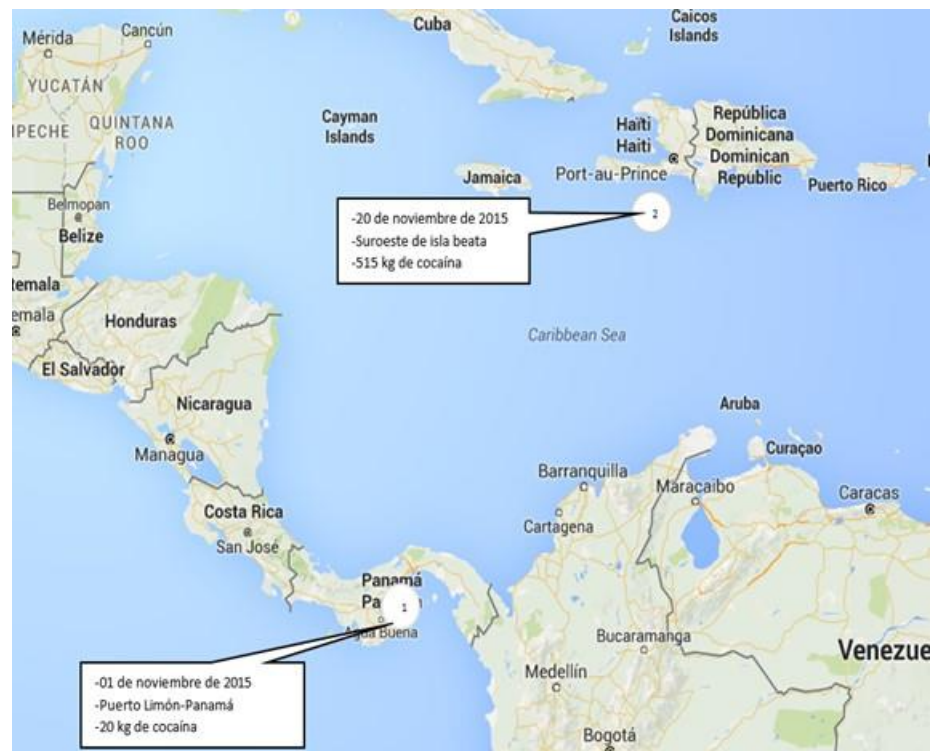 Mérida
Cancún
Cuba
Caicos
Islands
YUCATÁN
QUINTANA
ROO
IPECHE
Cayman
Islands
Haïti
Haiti
República
Dominicana
Dominican
Republic
Port-au-Prince
Jamaica
Puerto Rico
Belmopan
Belize
-20 de noviembre de 2015
-Suroeste de isla beata
-515 kg de cocaína
2
temala
emala
Honduras
Caribbean Sea
El Salvador
Nicaragua
Managua
Aruba
Curaçao
Barranquilla
Maracaibo
Caracas
Cartagena
Costa Rica
San José
Panamá
Pa
1
Agua Buena
Bucaramanga
Venezue
Medellín
Bogotá
-01 de noviembre de 2015
-Puerto Limón-Panamá
-20 kg de cocaína